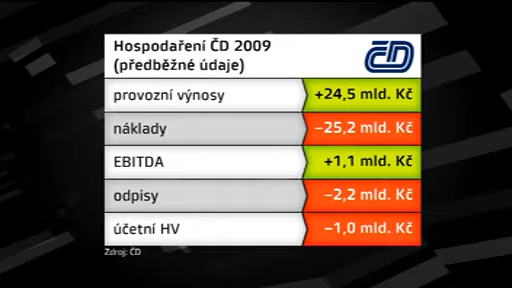 Hospodaření ČD 2009
(předběžné údaje)
ČD
provozní výnosy +24,5 mld. Kč
náklady −25,2 mld. Kč
EBITDA +1,1 mld. Kč
odpisy −2,2 mld. Kč
účetní HV −1,0 mld. Kč
Zdroj: ČD